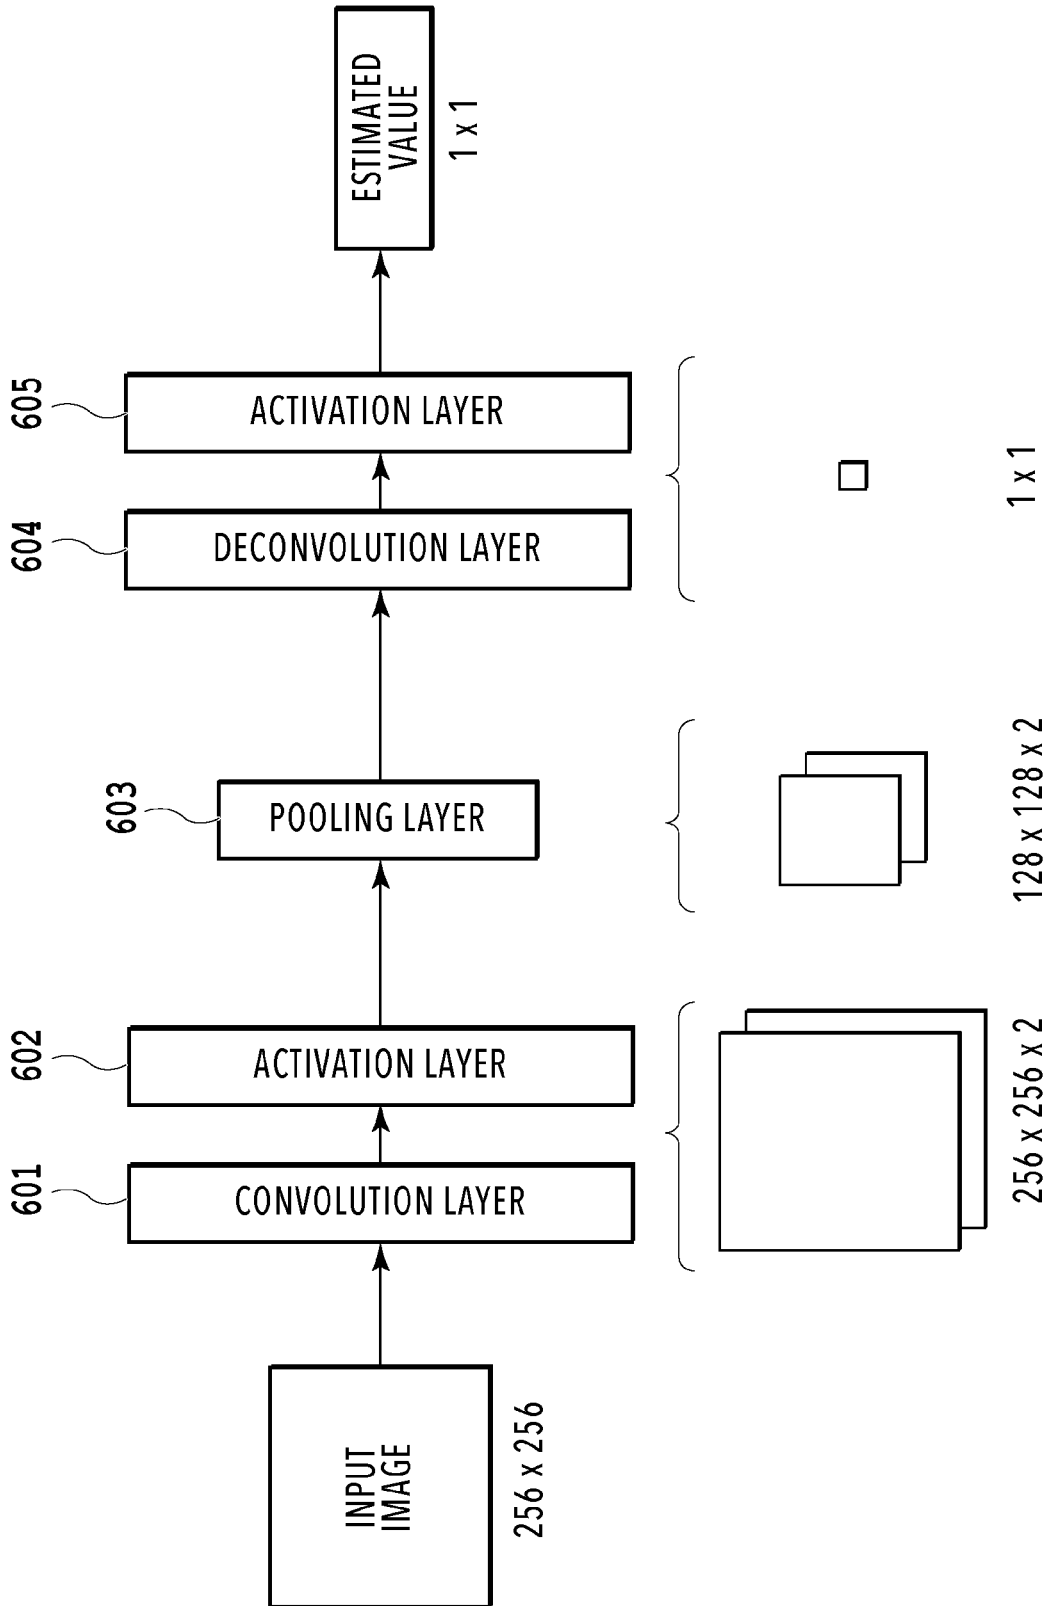 INPUT
IMAGE
256 x 256
601
CONVOLUTION LAYER
602
ACTIVATION LAYER
256 x 256 x 2
603
POOLING LAYER
128 x 128 x 2
604
DECONVOLUTION LAYER
605
ACTIVATION LAYER
1 x 1
ESTIMATED
VALUE
1 x 1